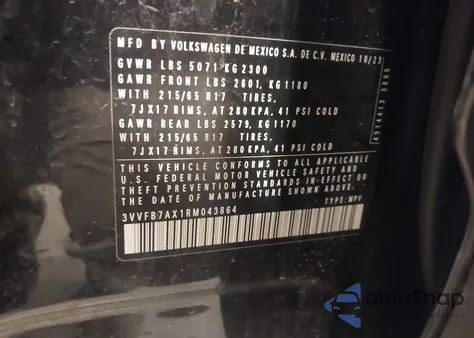 MFD BY VOLKSWAGEN DE MEXICO S.A. DE C.V. MEXICO 10/23
GVWR LBS 5071 KG 2300
GAWR FRONT LBS 2601, KG 1180
WITH 215/65 R17 TIRES,
7JX17 RIMS, AT 280 KPA, 41 PSI COLD
GAWR REAR LBS 2579, KG 1170
WITH 215/65 R17 TIRES,
7JX17 RIMS, AT 280 KPA, 41 PSI COLD
THIS VEHICLE CONFORMS TO ALL APPLICABLE
U.S. FEDERAL MOTOR VEHICLE SAFETY AND
THEFT PREVENTION STANDARDS IN EFFECT ON
THE DATE OF MANUFACTURE SHOWN ABOVE.
3VVFB7AX1RM043864 TYPE: MPV
autoSnap